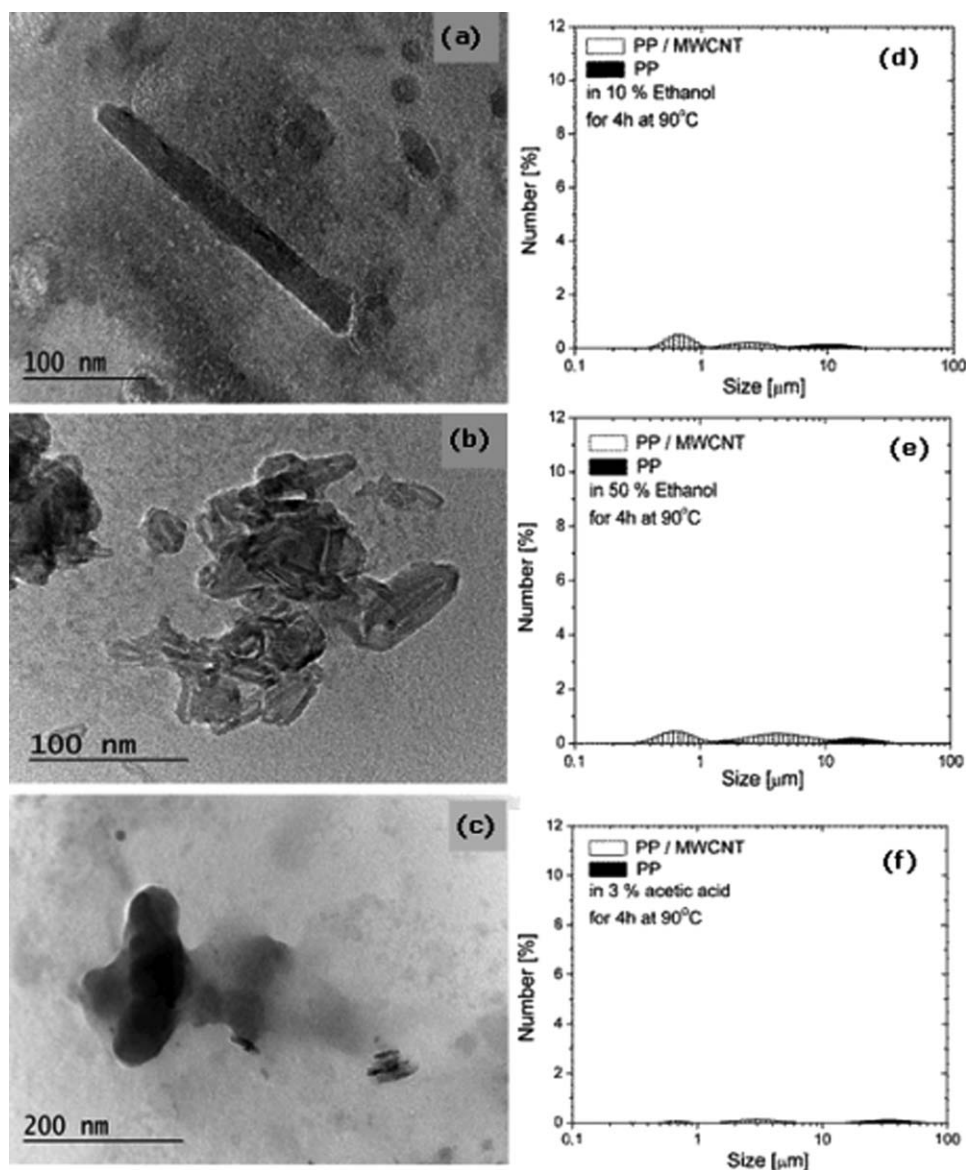 (a)
100 nm
(b)
100 nm
(c)
200 nm
12
10
8
6
4
2
0
Number [%]
PP / MWCNT
PP
in 10 % Ethanol
for 4h at 90°C
(d)
0.1 1 10 100
Size [µm]
12
10
8
6
4
2
0
Number [%]
PP / MWCNT
PP
in 50 % Ethanol
for 4h at 90°C
(e)
0.1 1 10 100
Size [µm]
12
10
8
6
4
2
0
Number [%]
PP / MWCNT
PP
in 3 % acetic acid
for 4h at 90°C
(f)
0.1 1 10 100
Size [µm]